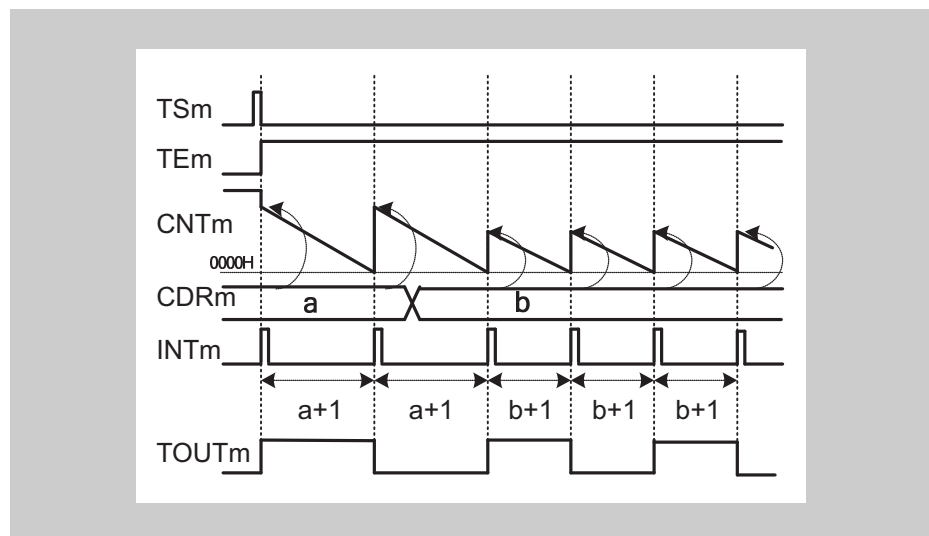 TSm
TEm
CNTm
0000H
CDRm a b
INTm
a+1 a+1 b+1 b+1 b+1
TOUTm